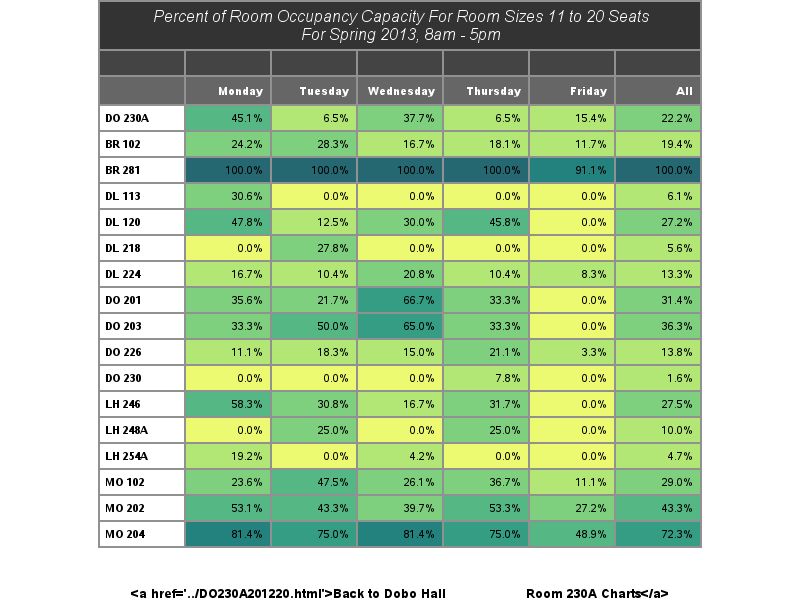 Percent of Room Occupancy Capacity For Room Sizes 11 to 20 Seats
For Spring 2013, 8am - 5pm
Monday Tuesday Wednesday Thursday Friday All
DO 230A 45.1% 6.5% 37.7% 6.5% 15.4% 22.2%
BR 102 24.2% 28.3% 16.7% 18.1% 11.7% 19.4%
BR 281 100.0% 100.0% 100.0% 100.0% 91.1% 100.0%
DL 113 30.6% 0.0% 0.0% 0.0% 0.0% 6.1%
DL 120 47.8% 12.5% 30.0% 45.8% 0.0% 27.2%
DL 218 0.0% 27.8% 0.0% 0.0% 0.0% 5.6%
DL 224 16.7% 10.4% 20.8% 10.4% 8.3% 13.3%
DO 201 35.6% 21.7% 66.7% 33.3% 0.0% 31.4%
DO 203 33.3% 50.0% 65.0% 33.3% 0.0% 36.3%
DO 226 11.1% 18.3% 15.0% 21.1% 3.3% 13.8%
DO 230 0.0% 0.0% 0.0% 7.8% 0.0% 1.6%
LH 246 58.3% 30.8% 16.7% 31.7% 0.0% 27.5%
LH 248A 0.0% 25.0% 0.0% 25.0% 0.0% 10.0%
LH 254A 19.2% 0.0% 4.2% 0.0% 0.0% 4.7%
MO 102 23.6% 47.5% 26.1% 36.7% 11.1% 29.0%
MO 202 53.1% 43.3% 39.7% 53.3% 27.2% 43.3%
MO 204 81.4% 75.0% 81.4% 75.0% 48.9% 72.3%
<a href='../DO230A201220.html'>Back to Dobo Hall Room 230A Charts</a>